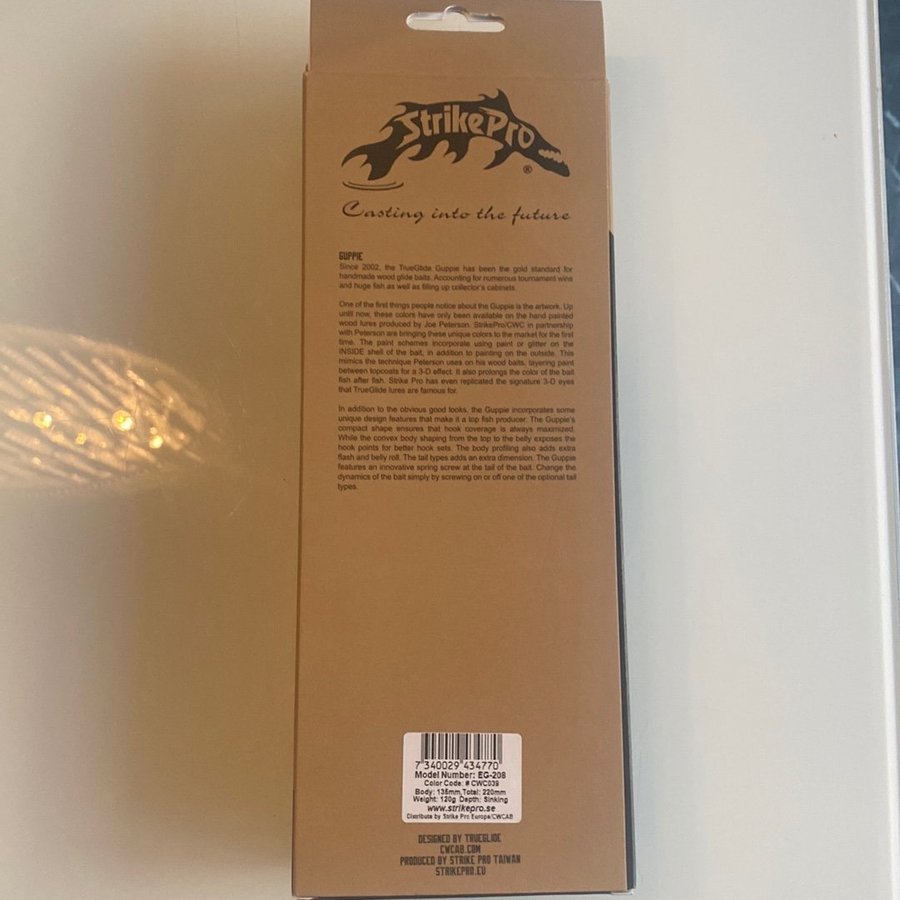 StrikePro
®
Casting into the future
GUPPIE
Since 2002, the TrueGlide Guppie has been the gold standard for
handmade wood glide baits. Accounting for numerous tournament wins
and huge fish as well as filling up collector's cabinets.
One of the first things people notice about the Guppie is the artwork. Up
until now, these colors have only been available on the hand painted
wood lures produced by Joe Peterson. StrikePro/CWC in partnership
with Peterson are bringing these unique colors to the market for the first
time. The paint schemes incorporate using paint or glitter on the
INSIDE shell of the bait, in addition to painting on the outside. This
mimics the technique Peterson uses on his wood baits, layering paint
between topcoats for a 3-D effect. It also prolongs the color of the bait
fish after fish. Strike Pro has even replicated the signature 3-D eyes
that TrueGlide lures are famous for.
In addition to the obvious good looks, the Guppie incorporates some
unique design features that make it a top fish producer. The Guppie's
compact shape ensures that hook coverage is always maximized.
While the convex body shaping from the top to the belly exposes the
hook points for better hook sets. The body profiling also adds extra
flash and belly roll. The tail types adds an extra dimension. The Guppie
features an innovative spring screw at the tail of the bait. Change the
dynamics of the bait simply by screwing on or off one of the optional tail
types.
7 340029 434770
Model Number: EG-208
Color Code: # CWC039
Body: 135mm,Total: 220mm
Weight: 120g Depth: Sinking
www.strikepro.se
Distribute by Strike Pro Europe/CWCAB
DESIGNED BY TRUEGLIDE
CWCAB.COM
PRODUCED BY STRIKE PRO TAIWAN
STRIKEPRO.EU